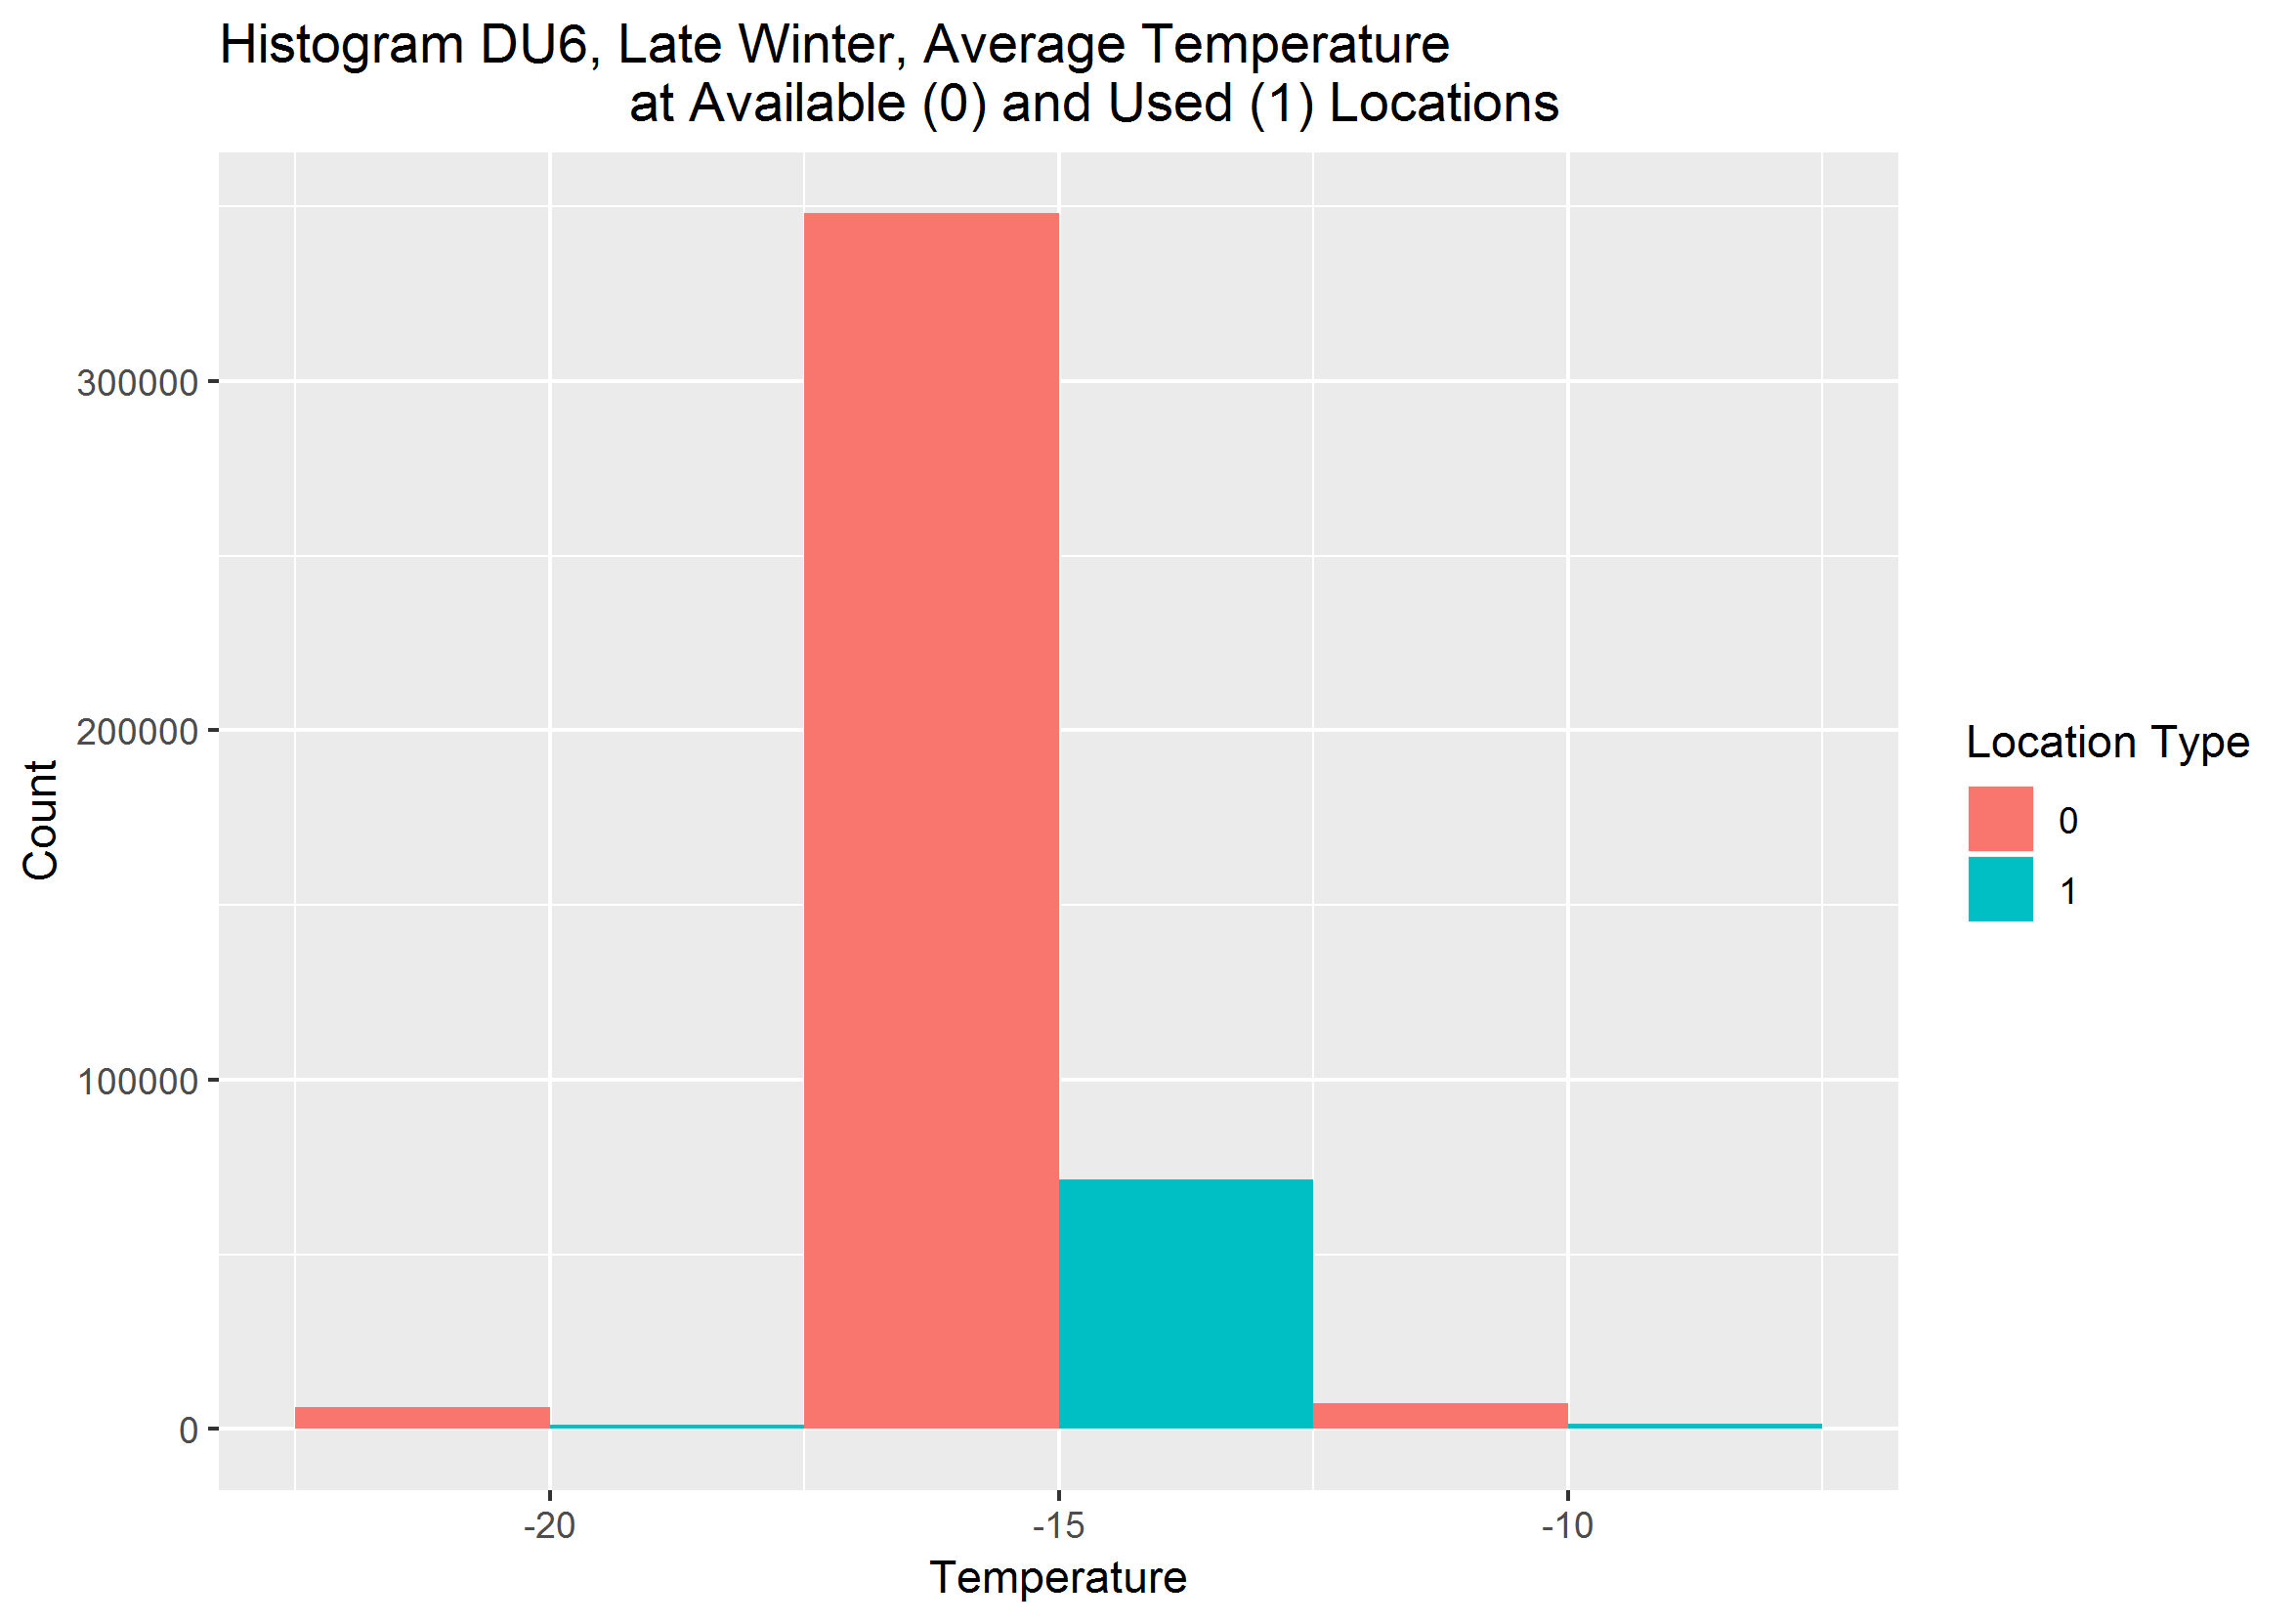 Histogram DU6, Late Winter, Average Temperature
at Available (0) and Used (1) Locations
300000
200000
100000
0
Count
-20
-15
-10
Temperature
Location Type
0
1